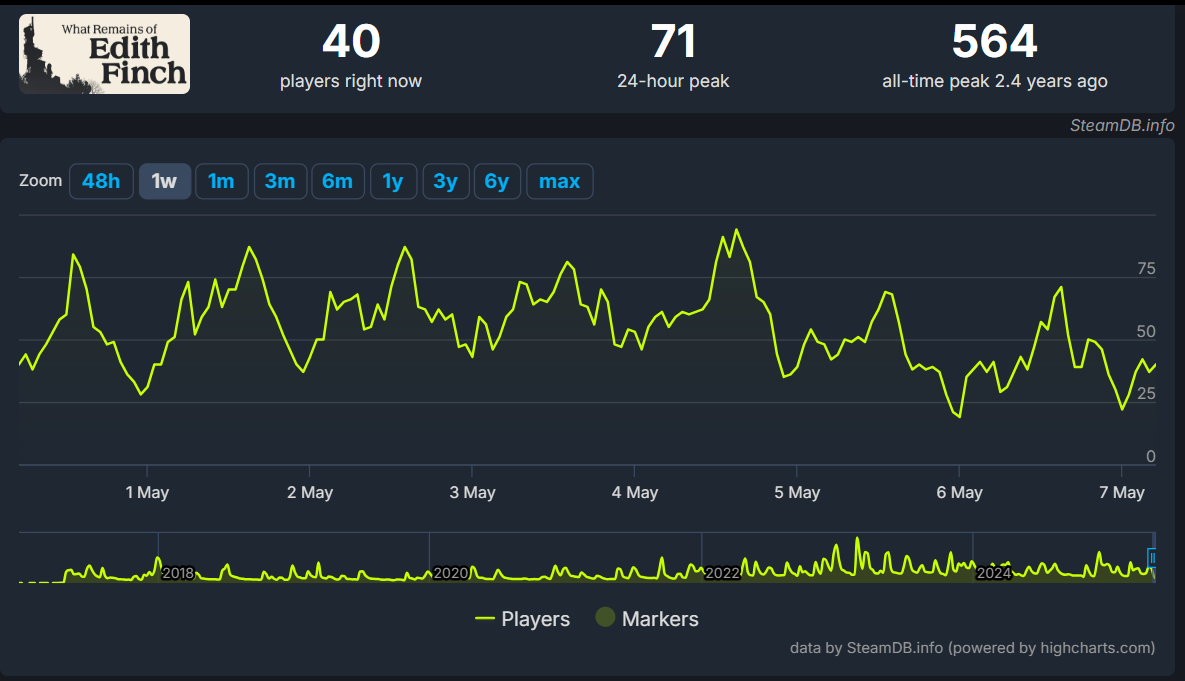 What Remains of
Edith
Finch
40
players right now
71
24-hour peak
564
all-time peak 2.4 years ago
SteamDB.info
Zoom 48h 1w 1m 3m 6m 1y 3y 6y max
75
50
25
0
1 May 2 May 3 May 4 May 5 May 6 May 7 May
2018 2020 2022 2024
Players Markers
data by SteamDB.info (powered by highcharts.com)